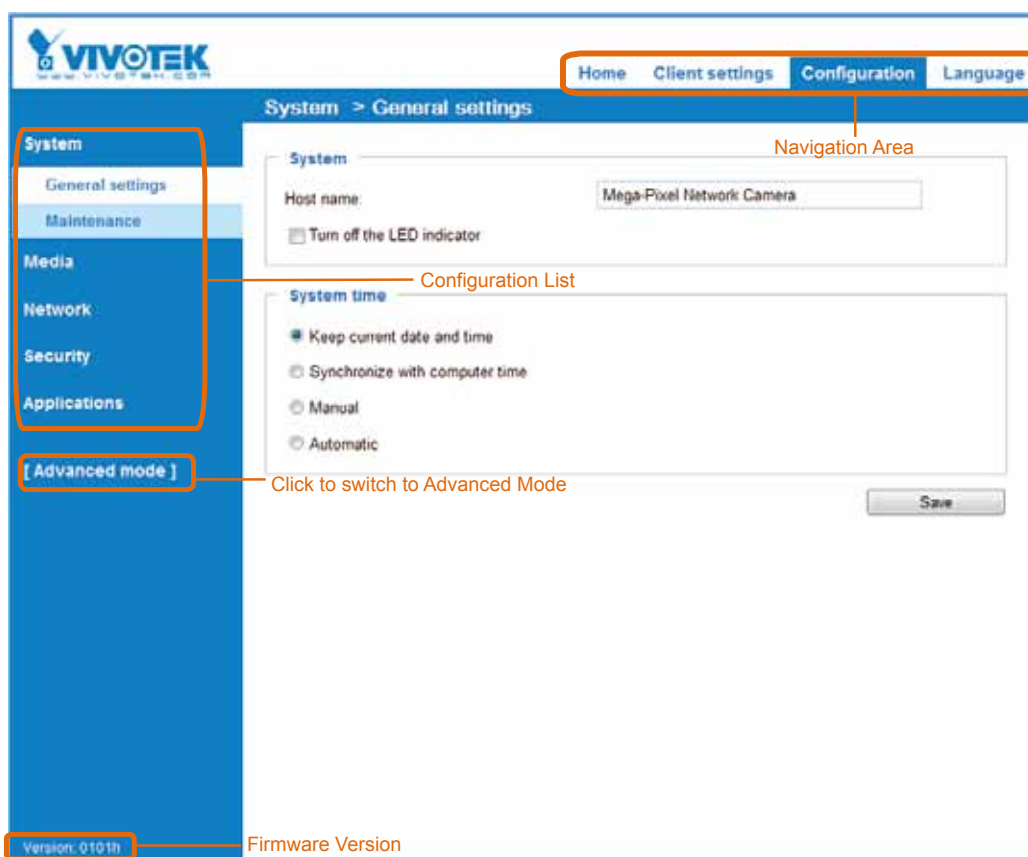 VIVOTEK
www.vivotek.com
Home Client settings Configuration Language
System > General settings
Navigation Area
System
General settings
Maintenance
Media
Network
Security
Applications
[ Advanced mode ]
Configuration List
Click to switch to Advanced Mode
System
Host name: Mega-Pixel Network Camera
Turn off the LED indicator
System time
Keep current date and time
Synchronize with computer time
Manual
Automatic
Save
Version: 0101h
Firmware Version